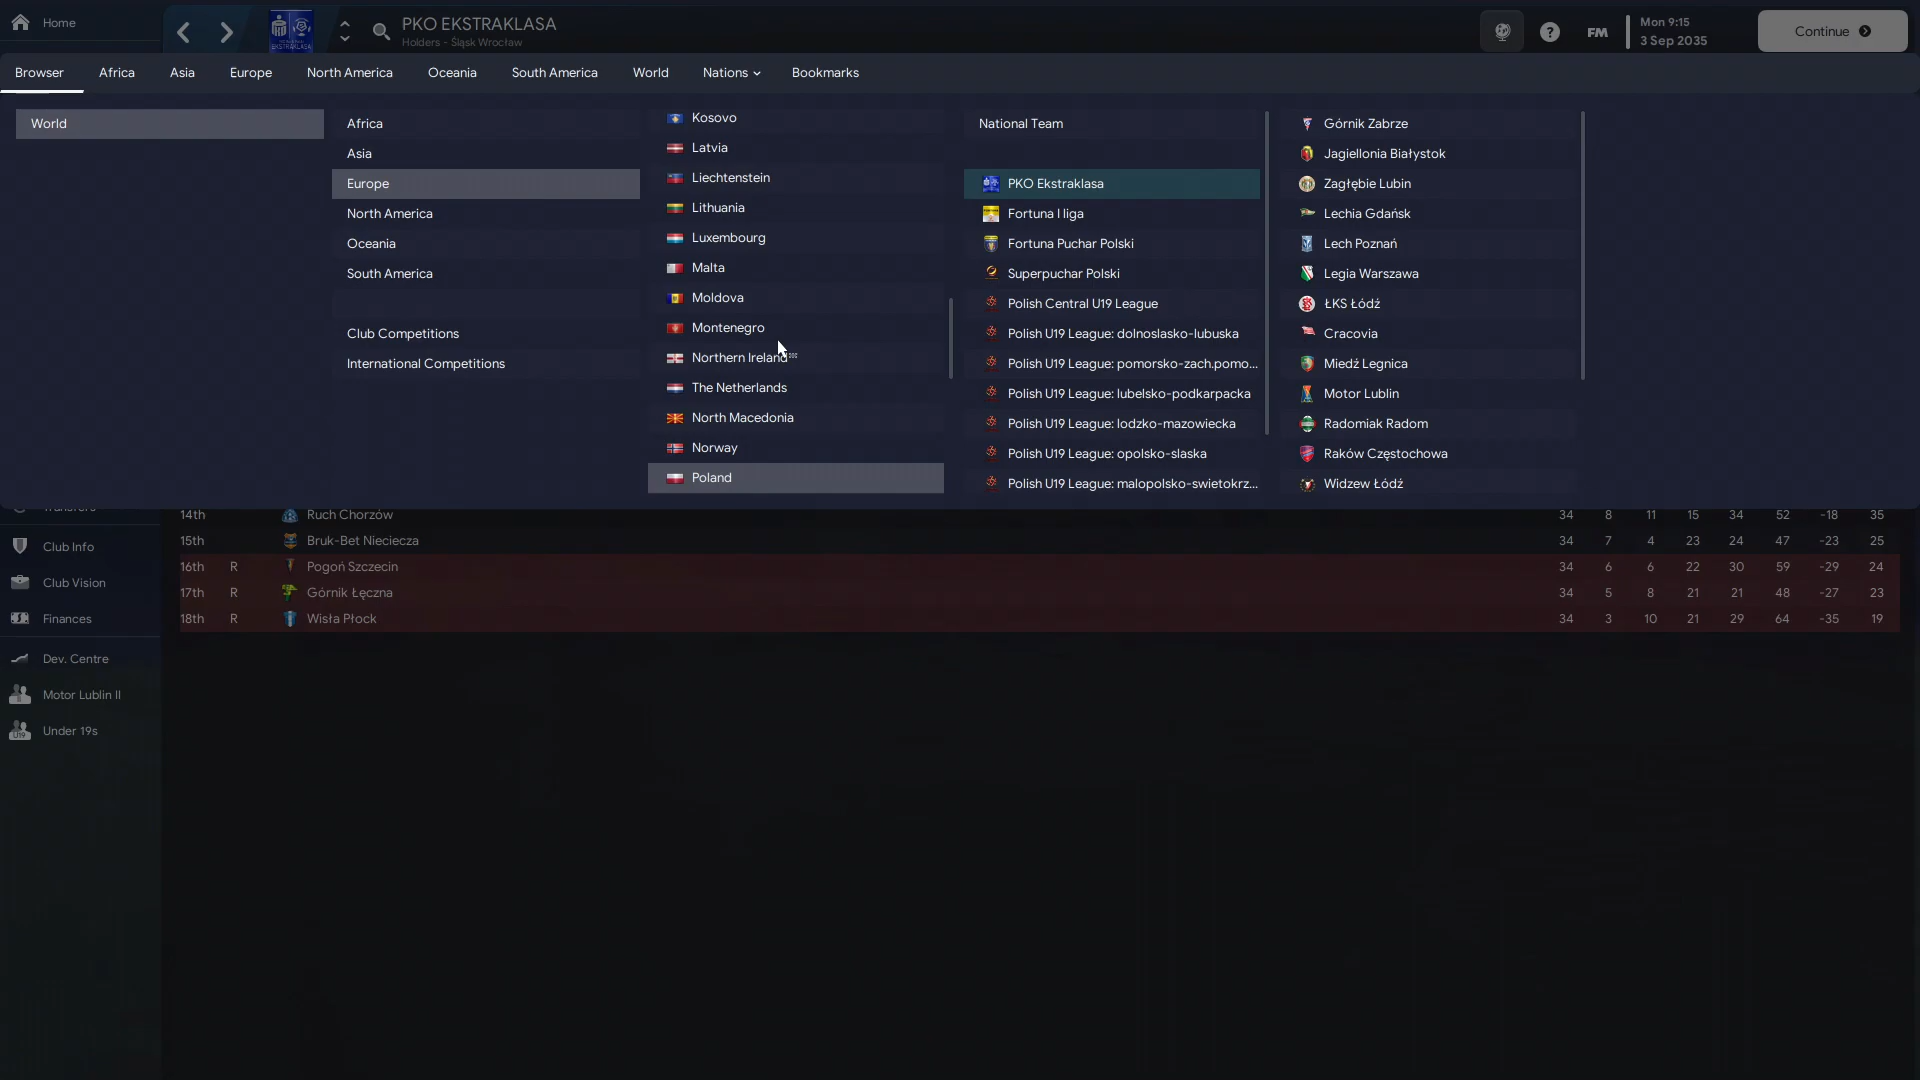 Home
PKO EKSTRAKLASA
Holders - Śląsk Wrocław
FM
Mon 9:15
3 Sep 2035
Continue
Browser Africa Asia Europe North America Oceania South America World Nations Bookmarks
World
Africa
Asia
Europe
North America
Oceania
South America
Club Competitions
International Competitions
Kosovo
Latvia
Liechtenstein
Lithuania
Luxembourg
Malta
Moldova
Montenegro
Northern Ireland
The Netherlands
North Macedonia
Norway
Poland
National Team
PKO Ekstraklasa
Fortuna I liga
Fortuna Puchar Polski
Superpuchar Polski
Polish Central U19 League
Polish U19 League: dolnoslasko-lubuska
Polish U19 League: pomorsko-zach.pomo...
Polish U19 League: lubelsko-podkarpacka
Polish U19 League: lodzko-mazowiecka
Polish U19 League: opolsko-slaska
Polish U19 League: malopolsko-swietokrz...
Górnik Zabrze
Jagiellonia Białystok
Zagłębie Lubin
Lechia Gdańsk
Lech Poznań
Legia Warszawa
ŁKS Łódź
Cracovia
Miedź Legnica
Motor Lublin
Radomiak Radom
Raków Częstochowa
Widzew Łódź
Transfers
Club Info
Club Vision
Finances
Dev. Centre
Motor Lublin II
Under 19s
14th Ruch Chorzów 34 8 11 15 34 52 -18 35
15th Bruk-Bet Nieciecza 34 7 4 23 24 47 -23 25
16th R Pogoń Szczecin 34 6 6 22 30 59 -29 24
17th R Górnik Łęczna 34 5 8 21 21 48 -27 23
18th R Wisła Płock 34 3 10 21 29 64 -35 19